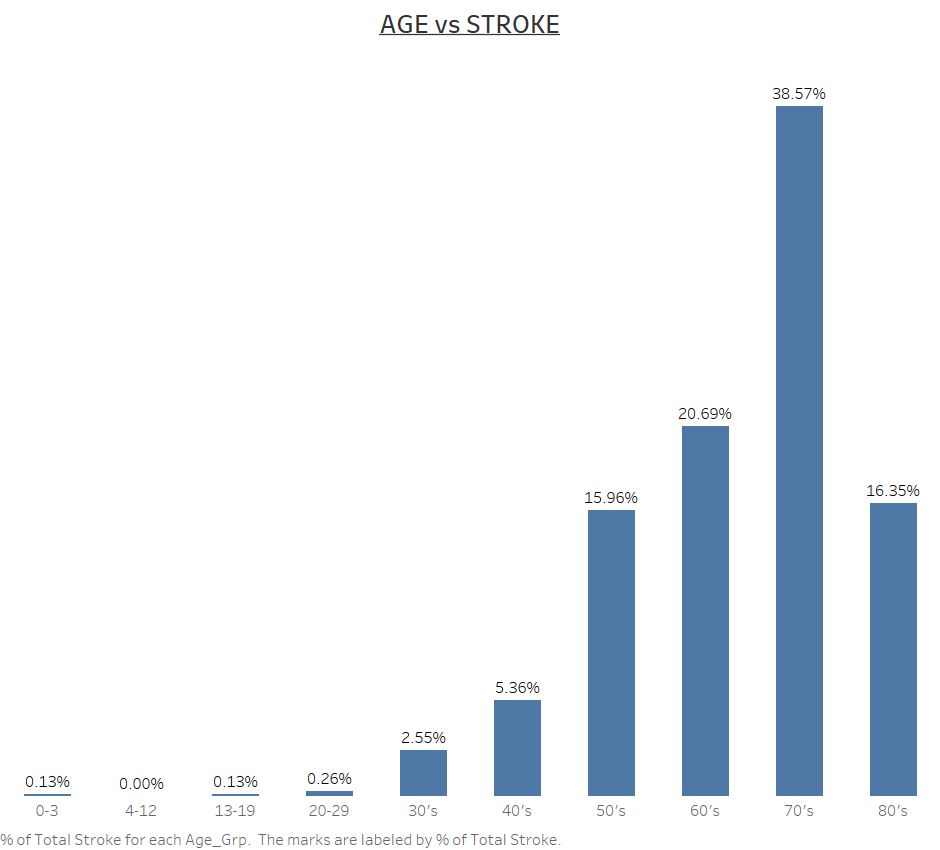 AGE vs STROKE
38.57%
20.69%
16.35%
15.96%
5.36%
2.55%
0.13% 0.00% 0.13% 0.26%
0-3 4-12 13-19 20-29 30's 40's 50's 60's 70's 80's
% of Total Stroke for each Age_Grp.  The marks are labeled by % of Total Stroke.